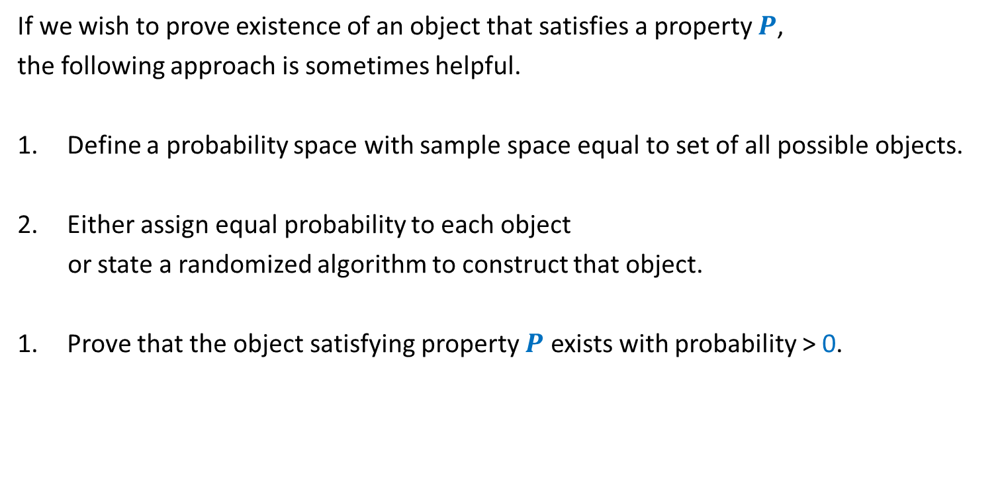 If we wish to prove existence of an object that satisfies a property P,
the following approach is sometimes helpful.
1. Define a probability space with sample space equal to set of all possible objects.
2. Either assign equal probability to each object
or state a randomized algorithm to construct that object.
1. Prove that the object satisfying property P exists with probability > 0.